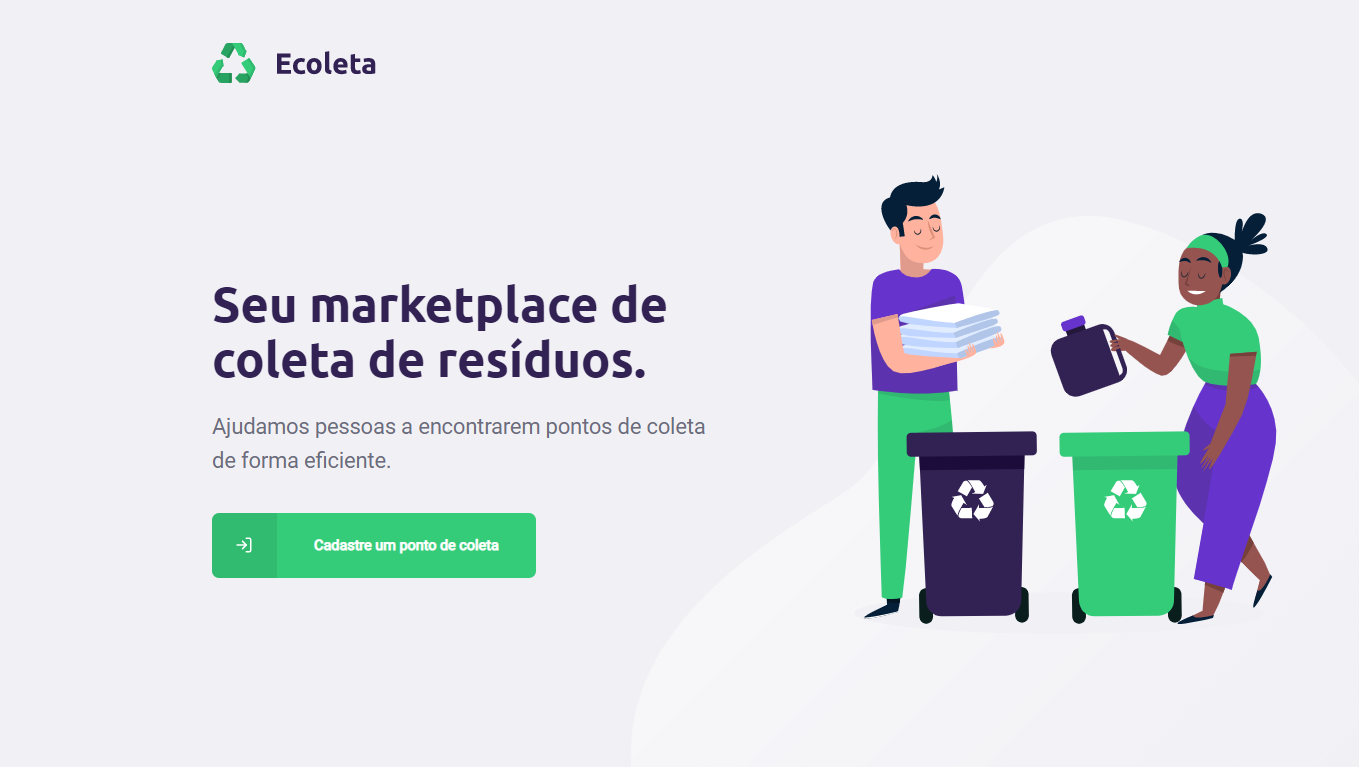 Ecoleta
Seu marketplace de
coleta de resíduos.
Ajudamos pessoas a encontrarem pontos de coleta
de forma eficiente.
Cadastre um ponto de coleta